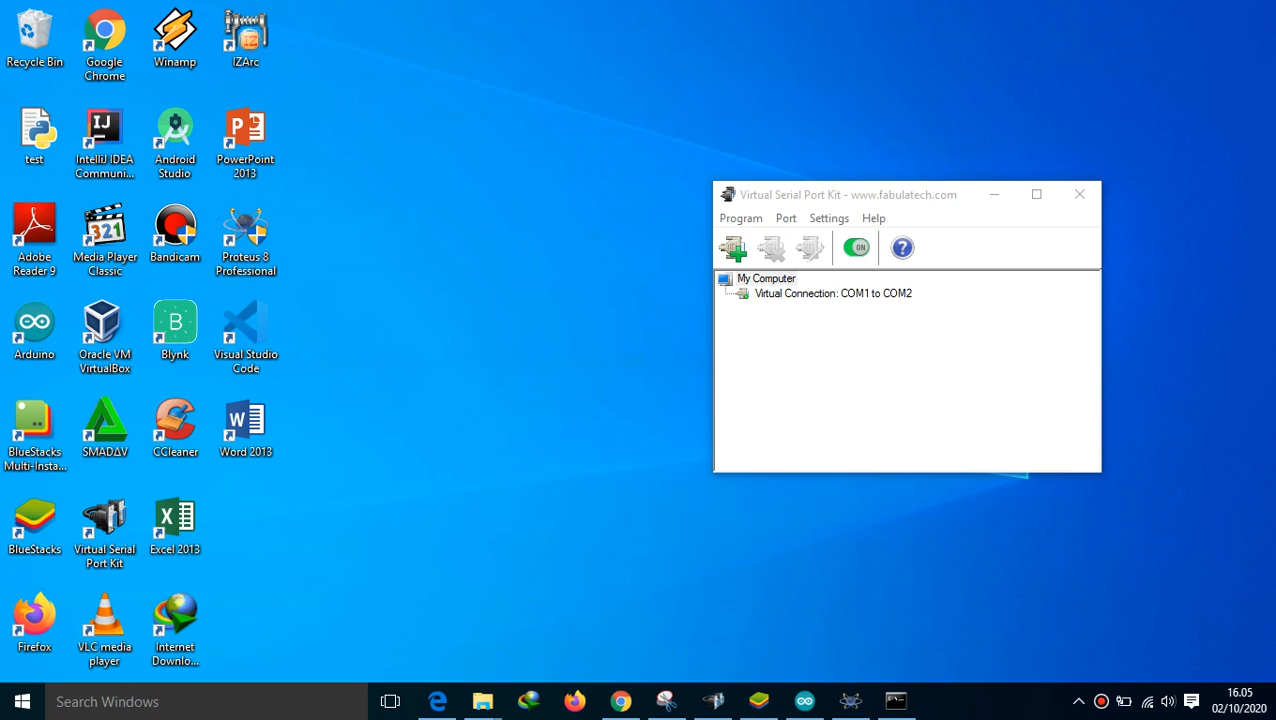 Recycle Bin
Google
Chrome
Winamp
IZArc
test
IntelliJ IDEA
Communi...
Android
Studio
PowerPoint
2013
Adobe
Reader 9
Media Player
Classic
Bandicam
Proteus 8
Professional
Arduino
Oracle VM
VirtualBox
Blynk
Visual Studio
Code
BlueStacks
Multi-Insta...
SMADΔV
CCleaner
Word 2013
BlueStacks
Virtual Serial
Port Kit
Excel 2013
Firefox
VLC media
player
Internet
Downlo...
Virtual Serial Port Kit - www.fabulatech.com
Program Port Settings Help
ON
?
My Computer
Virtual Connection: COM1 to COM2
Search Windows
16.05
02/10/2020